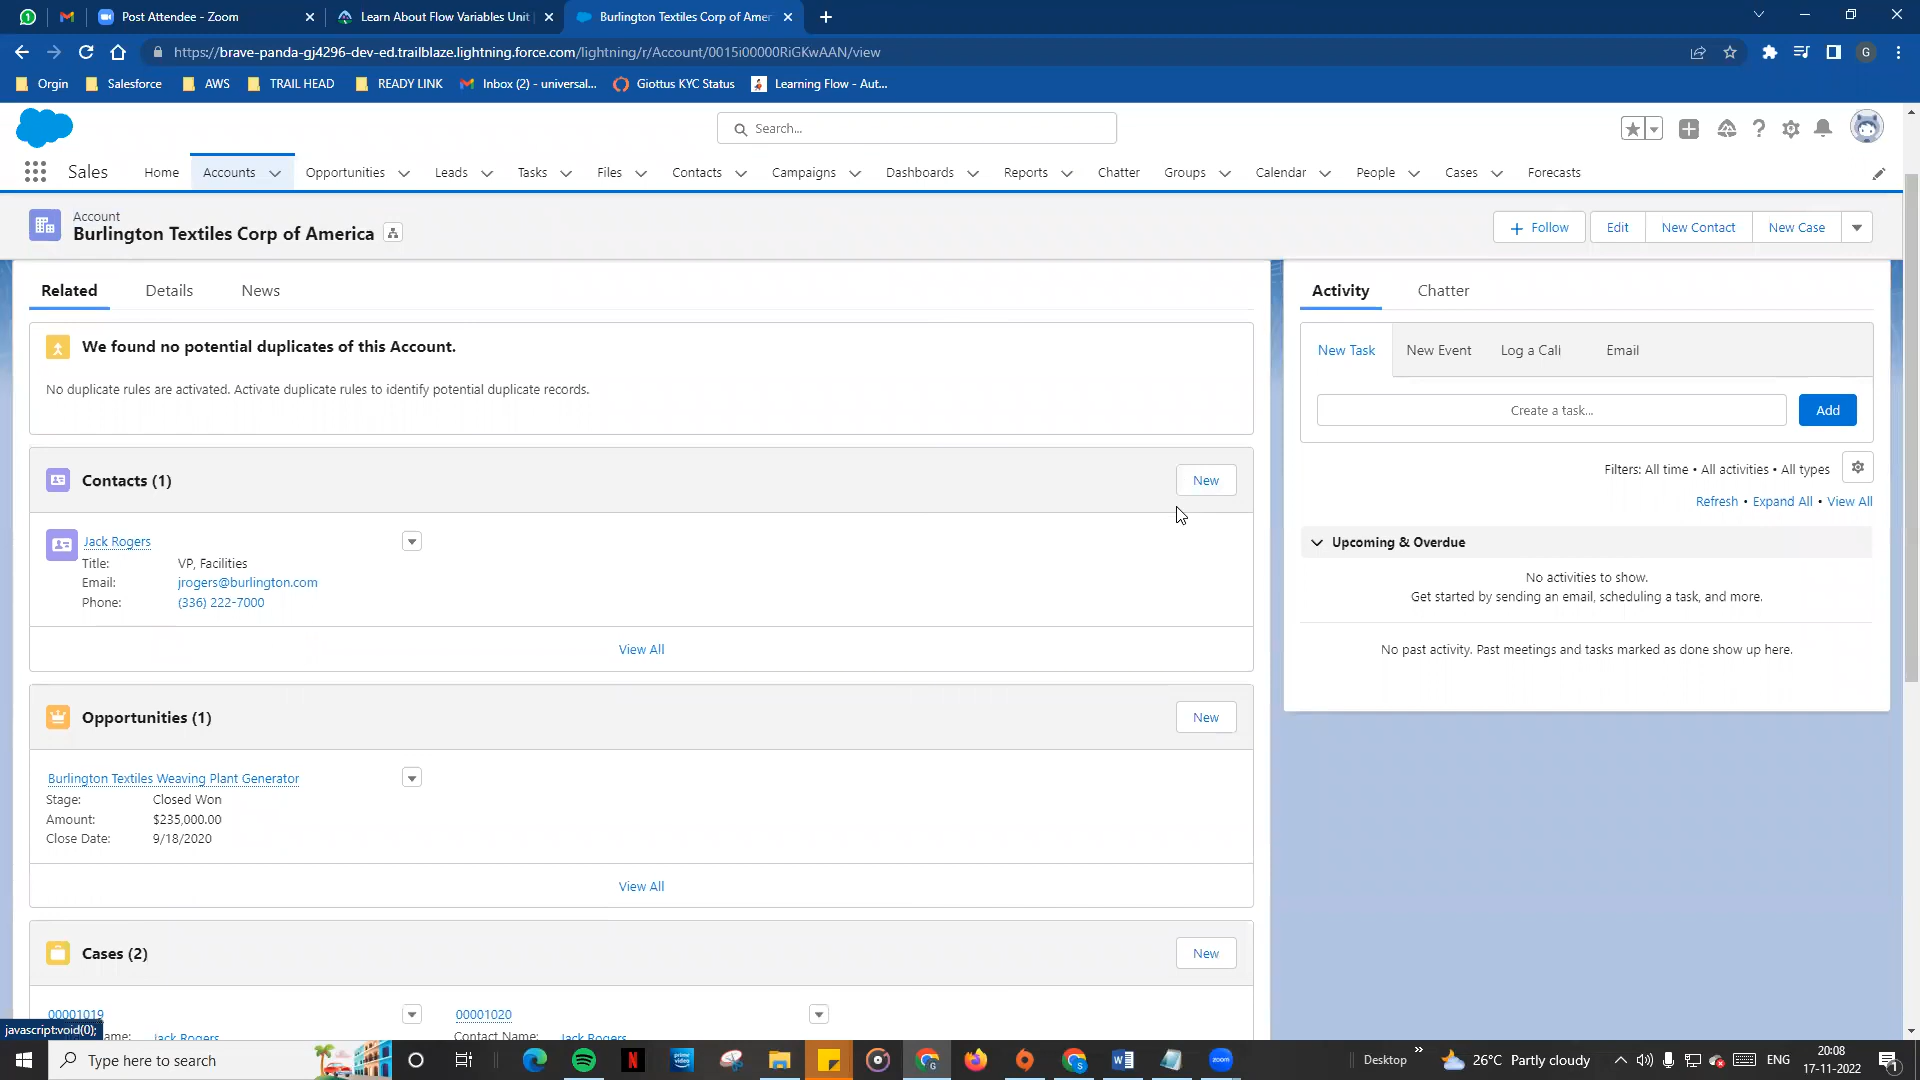 Post Attendee - Zoom
Learn About Flow Variables Unit
Burlington Textiles Corp of Amer
https://brave-panda-gj4296-dev-ed.trailblaze.lightning.force.com/lightning/r/Account/0015i00000RiGKwAAN/view
G
Orgin
Salesforce
AWS
TRAIL HEAD
READY LINK
Inbox (2) - universal...
Giottus KYC Status
Learning Flow - Aut...
Search...
Sales
Home
Accounts
Opportunities
Leads
Tasks
Files
Contacts
Campaigns
Dashboards
Reports
Chatter
Groups
Calendar
People
Cases
Forecasts
Account
Burlington Textiles Corp of America
Follow
Edit
New Contact
New Case
Related
Details
News
We found no potential duplicates of this Account.
No duplicate rules are activated. Activate duplicate rules to identify potential duplicate records.
Contacts (1)
New
Jack Rogers
Title: VP, Facilities
Email: jrogers@burlington.com
Phone: (336) 222-7000
View All
Opportunities (1)
New
Burlington Textiles Weaving Plant Generator
Stage: Closed Won
Amount: $235,000.00
Close Date: 9/18/2020
View All
Cases (2)
New
00001019
00001020
Jack Rogers
Contact Name: Jack Rogers
Activity
Chatter
New Task
New Event
Log a Call
Email
Create a task...
Add
Filters: All time • All activities • All types
Refresh • Expand All • View All
Upcoming & Overdue
No activities to show.
Get started by sending an email, scheduling a task, and more.
No past activity. Past meetings and tasks marked as done show up here.
javascript:void(0);
Type here to search
Desktop
26°C Partly cloudy
ENG
20:08
17-11-2022